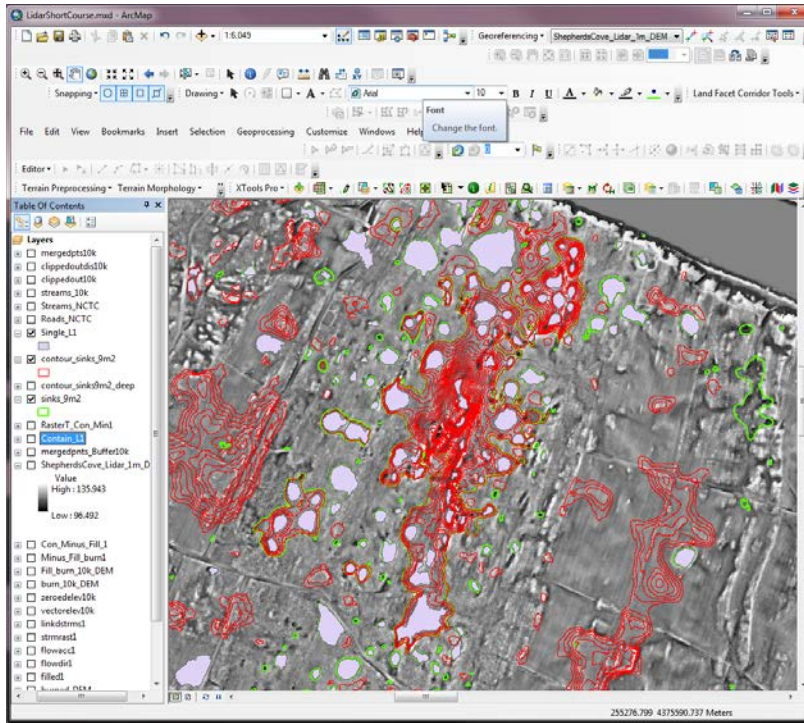 LidarShortCourse.mxd - ArcMap
1:6.049
Georeferencing
ShepherdsCove_Lidar_1m_DEM
Snapping
Drawing
Arial
10
B I U A
Land Facet Corridor Tools
Font
Change the font.
File Edit View Bookmarks Insert Selection Geoprocessing Customize Windows Hel
Editor
Terrain Preprocessing Terrain Morphology
XTools Pro
Table Of Contents
Layers
mergedpts10k
clippedoutdis10k
clippedout10k
streams_10k
Streams_NCTC
Roads_NCTC
Single_L1
contour_sinks_9m2
contour_sinks9m2_deep
sinks_9m2
RasterT_Con_Min1
Contain_L1
mergedpnts_Buffer10k
ShepherdsCove_Lidar_1m_D
Value
High : 135.943
Low : 96.492
Con_Minus_Fill_1
Minus_Fill_burn1
Fill_burn_10k_DEM
burn_10k_DEM
zeroedelev10k
vectorelev10k
linkdstrms1
strmrast1
flowacc1
flowdir1
filled1
255276.799 4375590.737 Meters